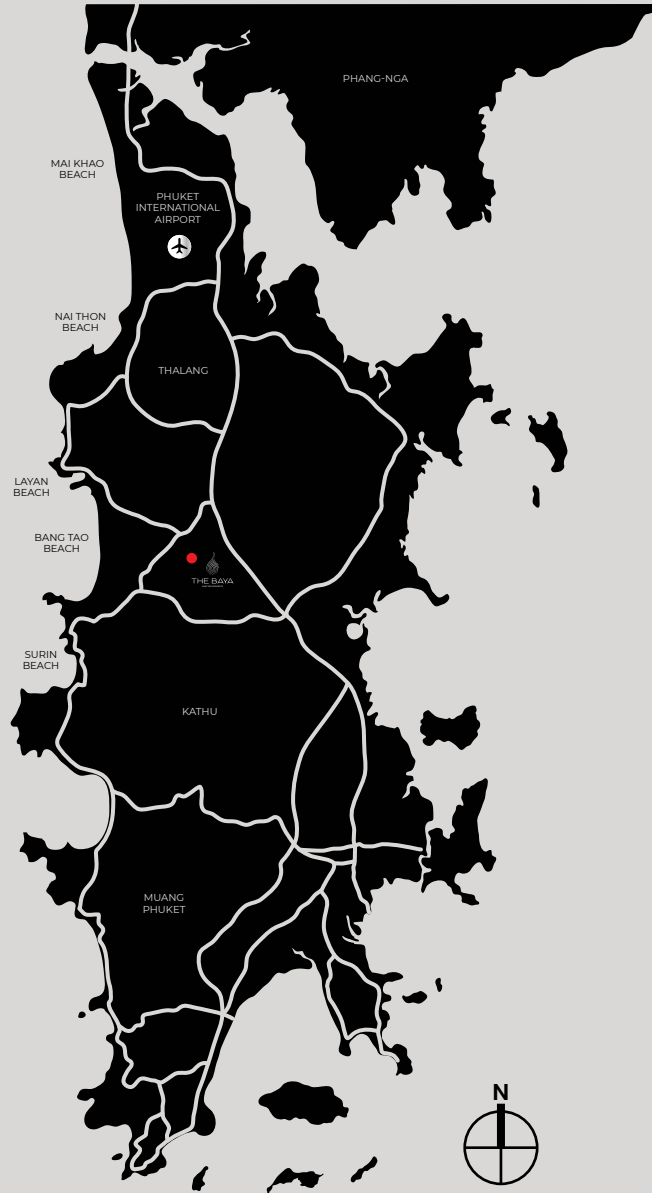 PHANG-NGA
MAI KHAO
BEACH
PHUKET
INTERNATIONAL
AIRPORT
NAI THON
BEACH
THALANG
LAYAN
BEACH
BANG TAO
BEACH
THE BAYA
SURIN
BEACH
KATHU
MUANG
PHUKET
N